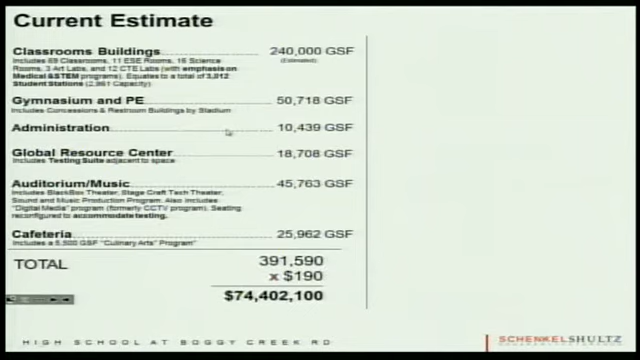 Current Estimate
Classrooms Buildings 240,000 GSF
(Estimated)
Includes 89 Classrooms, 11 ESE Rooms, 16 Science
Rooms, 3 Art Labs, and 12 CTE Labs (with emphasis on
Medical & STEM programs). Equates to a total of 3,012
Student Stations (2,861 Capacity)
Gymnasium and PE 50,718 GSF
Includes Concessions & Restroom Buildings by Stadium
Administration 10,439 GSF
Global Resource Center 18,708 GSF
Includes Testing Suite adjacent to space
Auditorium/Music 45,763 GSF
Includes BlackBox Theater, Stage Craft Tech Theater,
Sound and Music Production Program. Also Includes
"Digital Media" program (formerly CCTV program). Seating
reconfigured to accommodate testing.
Cafeteria 25,962 GSF
Includes a 5,500 GSF "Culinary Arts" Program"
TOTAL 391,590
x $190
$74,402,100
HIGH SCHOOL AT BOGGY CREEK RD
SCHENKELSHULTZ